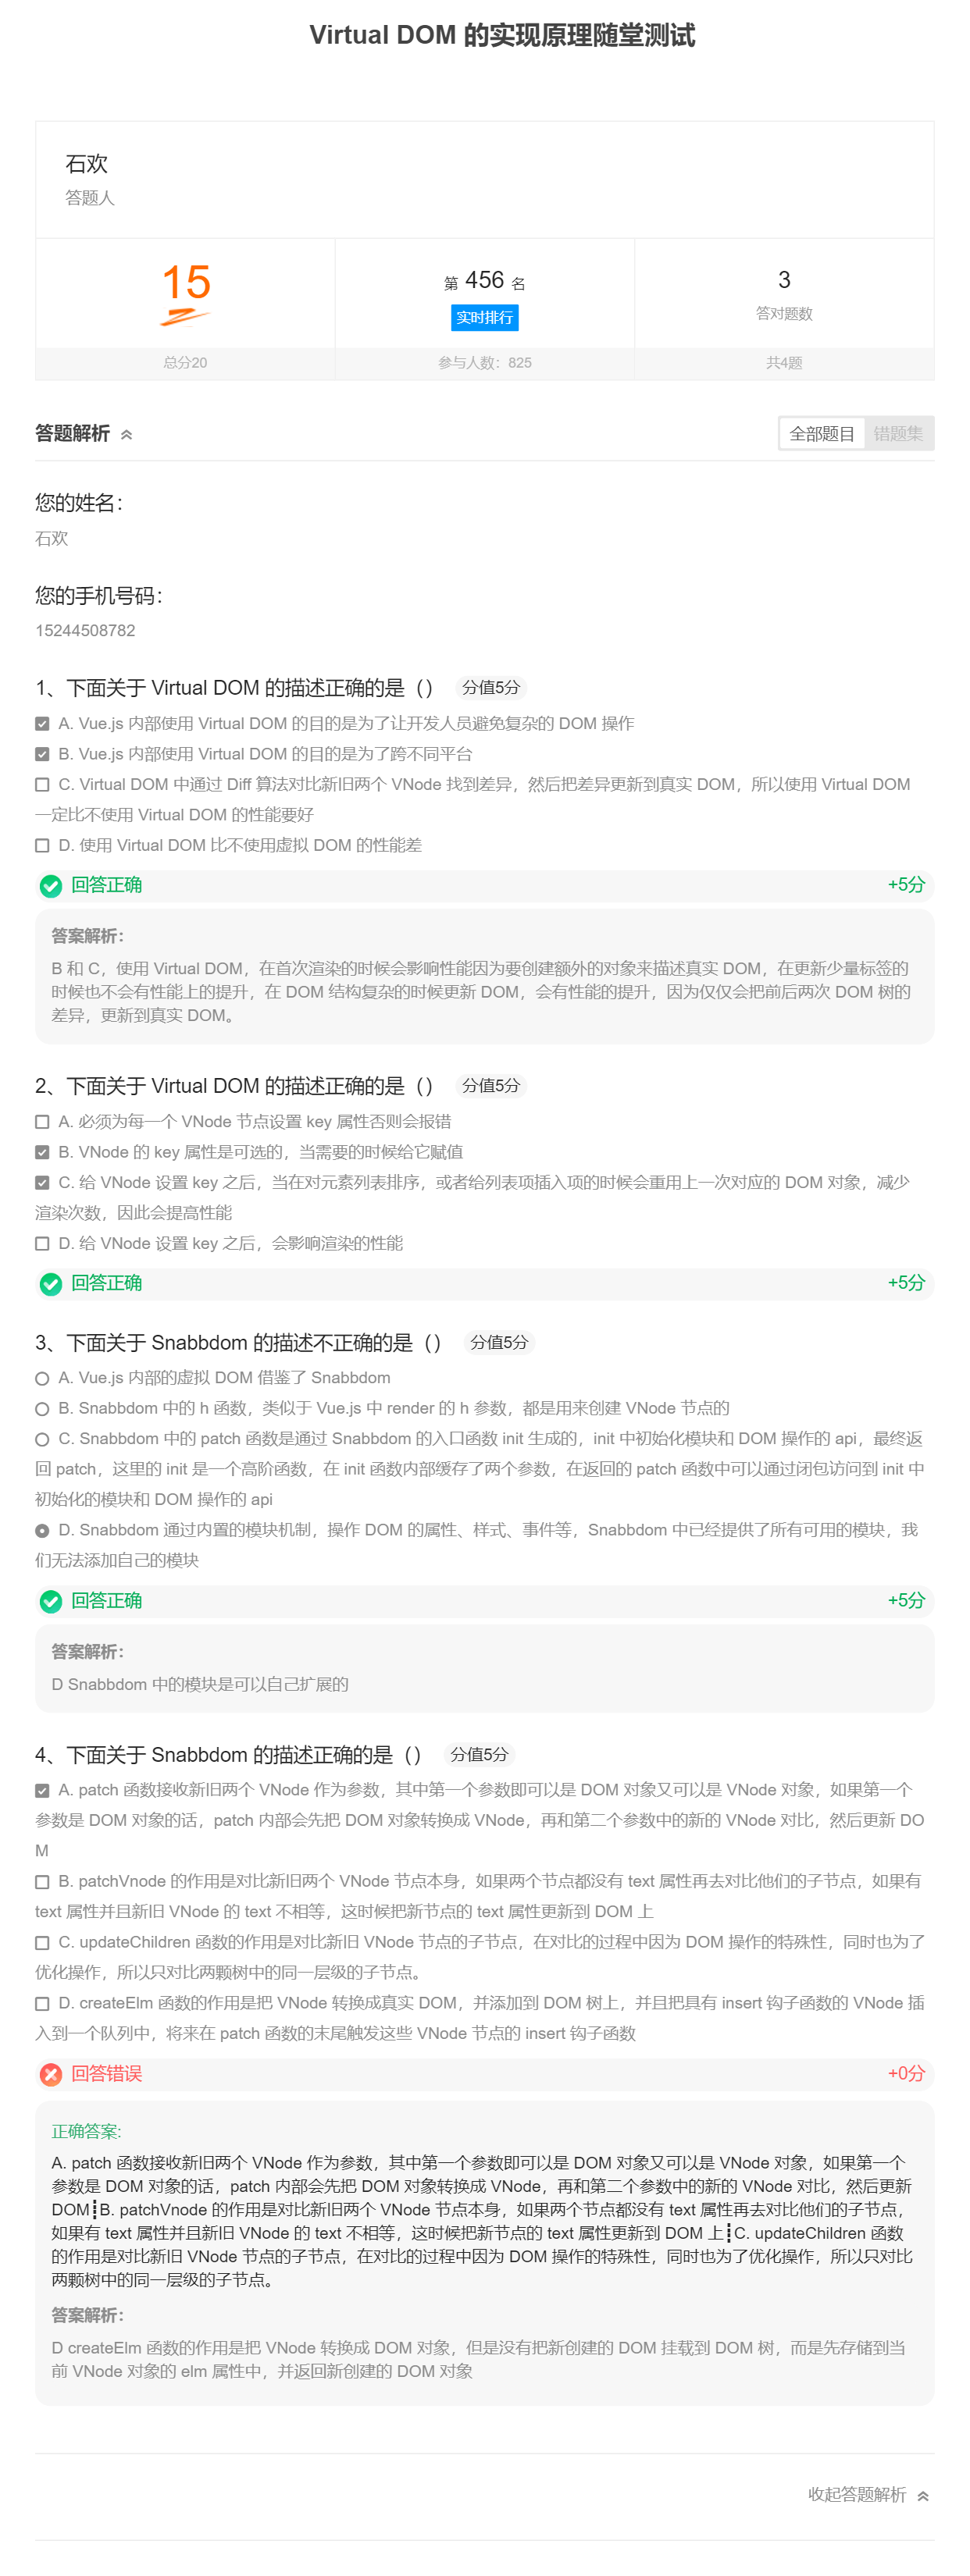 Virtual DOM 的实现原理随堂测试
石欢
答题人
15
第 456 名
3
实时排行
答对题数
总分20
参与人数：825
共4题
答题解析
全部题目
错题集
您的姓名：
石欢
您的手机号码：
15244508782
1、下面关于 Virtual DOM 的描述正确的是（） 分值5分
A. Vue.js 内部使用 Virtual DOM 的目的是为了让开发人员避免复杂的 DOM 操作
B. Vue.js 内部使用 Virtual DOM 的目的是为了跨不同平台
C. Virtual DOM 中通过 Diff 算法对比新旧两个 VNode 找到差异，然后把差异更新到真实 DOM，所以使用 Virtual DOM
一定比不使用 Virtual DOM 的性能要好
D. 使用 Virtual DOM 比不使用虚拟 DOM 的性能差
回答正确 +5分
答案解析：
B 和 C，使用 Virtual DOM，在首次渲染的时候会影响性能因为要创建额外的对象来描述真实 DOM，在更新少量标签的
时候也不会有性能上的提升，在 DOM 结构复杂的时候更新 DOM，会有性能的提升，因为仅仅会把前后两次 DOM 树的
差异，更新到真实 DOM。
2、下面关于 Virtual DOM 的描述正确的是（） 分值5分
A. 必须为每一个 VNode 节点设置 key 属性否则会报错
B. VNode 的 key 属性是可选的，当需要的时候给它赋值
C. 给 VNode 设置 key 之后，当在对元素列表排序，或者给列表项插入项的时候会重用上一次对应的 DOM 对象，减少
渲染次数，因此会提高性能
D. 给 VNode 设置 key 之后，会影响渲染的性能
回答正确 +5分
3、下面关于 Snabbdom 的描述不正确的是（） 分值5分
A. Vue.js 内部的虚拟 DOM 借鉴了 Snabbdom
B. Snabbdom 中的 h 函数，类似于 Vue.js 中 render 的 h 参数，都是用来创建 VNode 节点的
C. Snabbdom 中的 patch 函数是通过 Snabbdom 的入口函数 init 生成的，init 中初始化模块和 DOM 操作的 api，最终返
回 patch，这里的 init 是一个高阶函数，在 init 函数内部缓存了两个参数，在返回的 patch 函数中可以通过闭包访问到 init 中
初始化的模块和 DOM 操作的 api
D. Snabbdom 通过内置的模块机制，操作 DOM 的属性、样式、事件等，Snabbdom 中已经提供了所有可用的模块，我
们无法添加自己的模块
回答正确 +5分
答案解析：
D Snabbdom 中的模块是可以自己扩展的
4、下面关于 Snabbdom 的描述正确的是（） 分值5分
A. patch 函数接收新旧两个 VNode 作为参数，其中第一个参数即可以是 DOM 对象又可以是 VNode 对象，如果第一个
参数是 DOM 对象的话，patch 内部会先把 DOM 对象转换成 VNode，再和第二个参数中的新的 VNode 对比，然后更新 DO
M
B. patchVnode 的作用是对比新旧两个 VNode 节点本身，如果两个节点都没有 text 属性再去对比他们的子节点，如果有
text 属性并且新旧 VNode 的 text 不相等，这时候把新节点的 text 属性更新到 DOM 上
C. updateChildren 函数的作用是对比新旧 VNode 节点的子节点，在对比的过程中因为 DOM 操作的特殊性，同时也为了
优化操作，所以只对比两颗树中的同一层级的子节点。
D. createElm 函数的作用是把 VNode 转换成真实 DOM，并添加到 DOM 树上，并且把具有 insert 钩子函数的 VNode 插
入到一个队列中，将来在 patch 函数的末尾触发这些 VNode 节点的 insert 钩子函数
回答错误 +0分
正确答案:
A. patch 函数接收新旧两个 VNode 作为参数，其中第一个参数即可以是 DOM 对象又可以是 VNode 对象，如果第一个
参数是 DOM 对象的话，patch 内部会先把 DOM 对象转换成 VNode，再和第二个参数中的新的 VNode 对比，然后更新
DOM┋B. patchVnode 的作用是对比新旧两个 VNode 节点本身，如果两个节点都没有 text 属性再去对比他们的子节点，
如果有 text 属性并且新旧 VNode 的 text 不相等，这时候把新节点的 text 属性更新到 DOM 上┋C. updateChildren 函数
的作用是对比新旧 VNode 节点的子节点，在对比的过程中因为 DOM 操作的特殊性，同时也为了优化操作，所以只对比
两颗树中的同一层级的子节点。
答案解析：
D createElm 函数的作用是把 VNode 转换成 DOM 对象，但是没有把新创建的 DOM 挂载到 DOM 树，而是先存储到当
前 VNode 对象的 elm 属性中，并返回新创建的 DOM 对象
收起答题解析